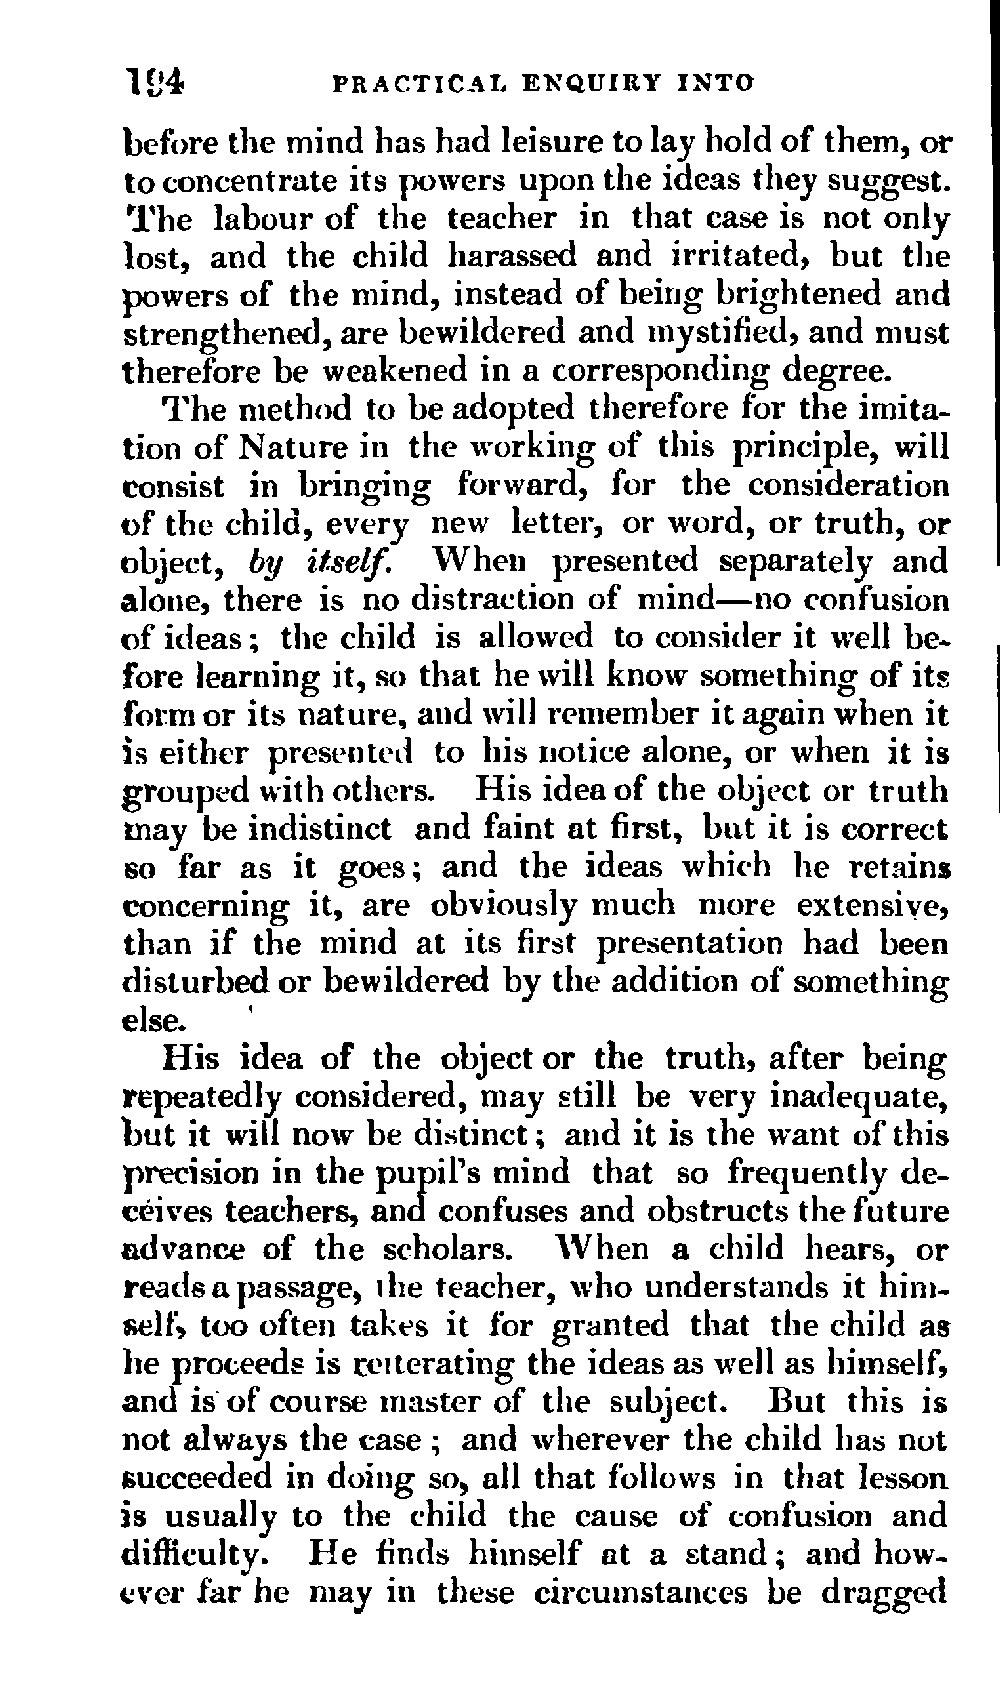 194 PRACTICAL ENQUIRY INTO
before the mind has had leisure to lay hold of them, or
to concentrate its powers upon the ideas they suggest.
The labour of the teacher in that case is not only
lost, and the child harassed and irritated, but the
powers of the mind, instead of being brightened and
strengthened, are bewildered and mystified, and must
therefore be weakened in a corresponding degree.
The method to be adopted therefore for the imita-
tion of Nature in the working of this principle, will
consist in bringing forward, for the consideration
of the child, every new letter, or word, or truth, or
object, by itself. When presented separately and
alone, there is no distraction of mind—no confusion
of ideas; the child is allowed to consider it well be-
fore learning it, so that he will know something of its
form or its nature, and will remember it again when it
is either presented to his notice alone, or when it is
grouped with others. His idea of the object or truth
may be indistinct and faint at first, but it is correct
so far as it goes; and the ideas which he retains
concerning it, are obviously much more extensive,
than if the mind at its first presentation had been
disturbed or bewildered by the addition of something
else.
His idea of the object or the truth, after being
repeatedly considered, may still be very inadequate,
but it will now be distinct; and it is the want of this
precision in the pupil's mind that so frequently de-
ceives teachers, and confuses and obstructs the future
advance of the scholars. When a child hears, or
reads a passage, the teacher, who understands it him-
self, too often takes it for granted that the child as
he proceeds is reiterating the ideas as well as himself,
and is of course master of the subject. But this is
not always the case; and wherever the child has not
succeeded in doing so, all that follows in that lesson
is usually to the child the cause of confusion and
difficulty. He finds himself at a stand; and how-
ever far he may in these circumstances be dragged